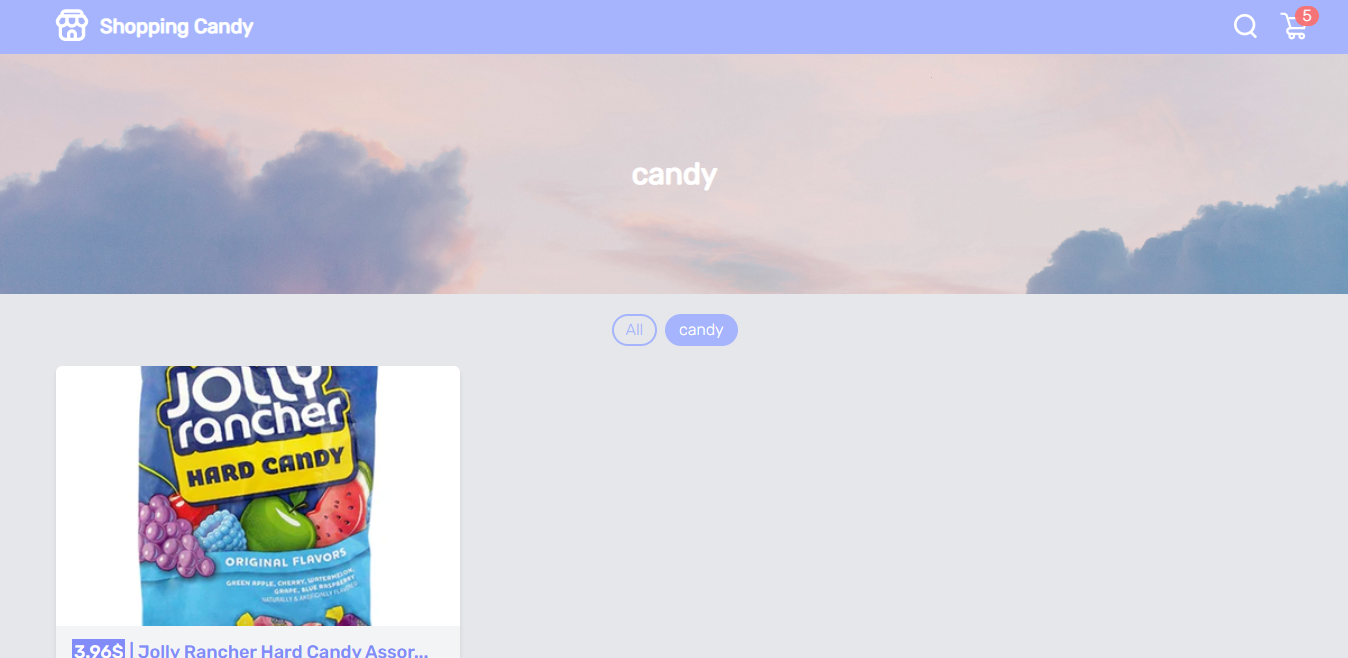 Shopping Candy
5
candy
All
candy
JOLLY
rancher
HARD CANDY
ORIGINAL FLAVORS
GREEN APPLE, CHERRY, WATERMELON,
GRAPE, BLUE RASPBERRY
NATURALLY & ARTIFICIALLY FLAVORED
3.96$ | Jolly Rancher Hard Candy Assor...